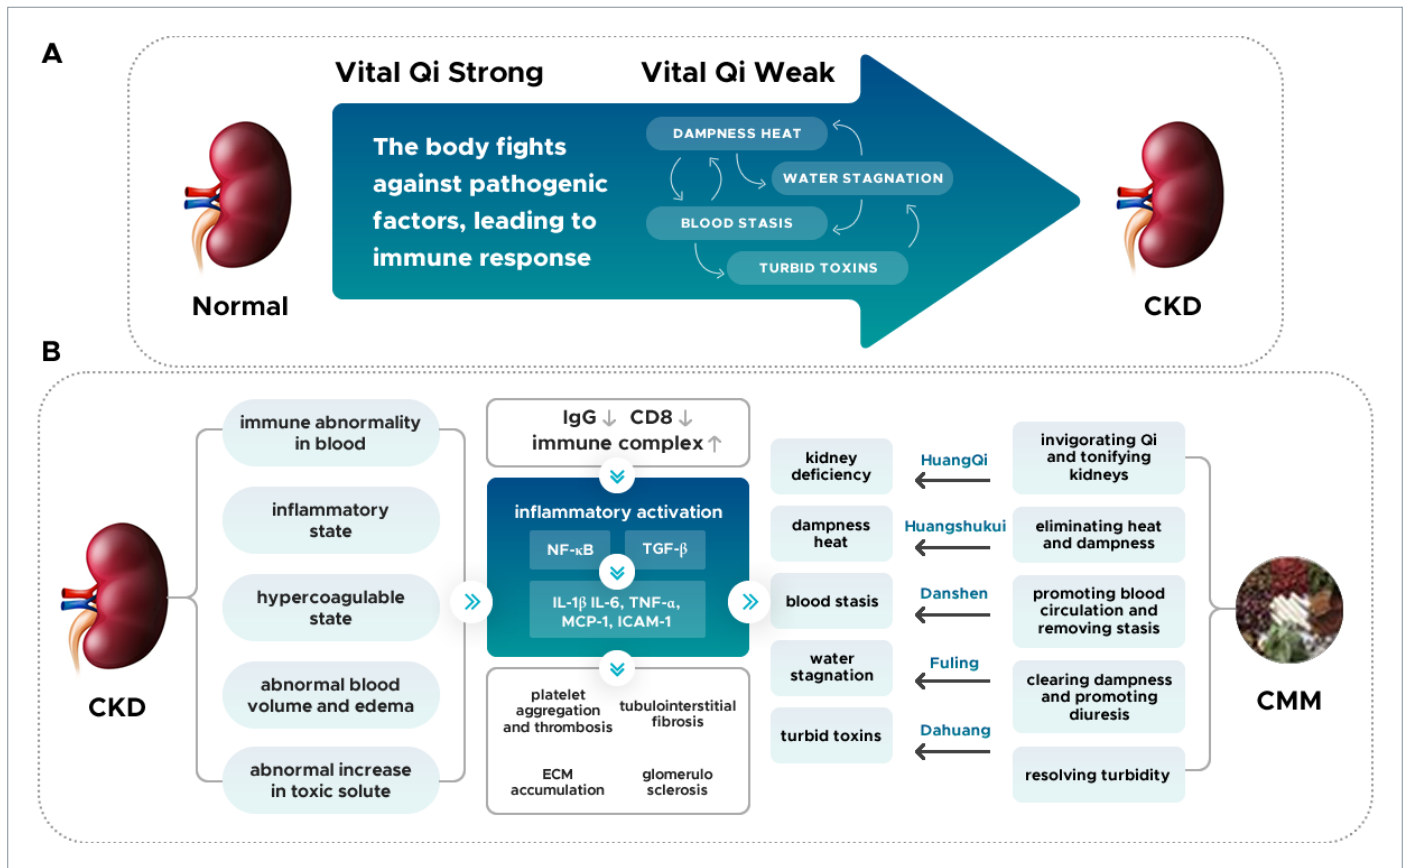 A
Vital Qi Strong
Vital Qi Weak
The body fights
against pathogenic
factors, leading to
immune response
DAMPNESS HEAT
WATER STAGNATION
BLOOD STASIS
TURBID TOXINS
Normal
CKD
B
CKD
immune abnormality
in blood
inflammatory
state
hypercoagulable
state
abnormal blood
volume and edema
abnormal increase
in toxic solute
IgG ↓ CD8 ↓
immune complex ↑
inflammatory activation
NF-κB
TGF-β
IL-1β IL-6, TNF-α,
MCP-1, ICAM-1
platelet
aggregation
and thrombosis
tubulointerstitial
fibrosis
ECM
accumulation
glomerulo
sclerosis
kidney
deficiency
dampness
heat
blood stasis
water
stagnation
turbid toxins
HuangQi
Huangshukui
Danshen
Fuling
Dahuang
invigorating Qi
and tonifying
kidneys
eliminating heat
and dampness
promoting blood
circulation and
removing stasis
clearing dampness
and promoting
diuresis
resolving turbidity
CMM